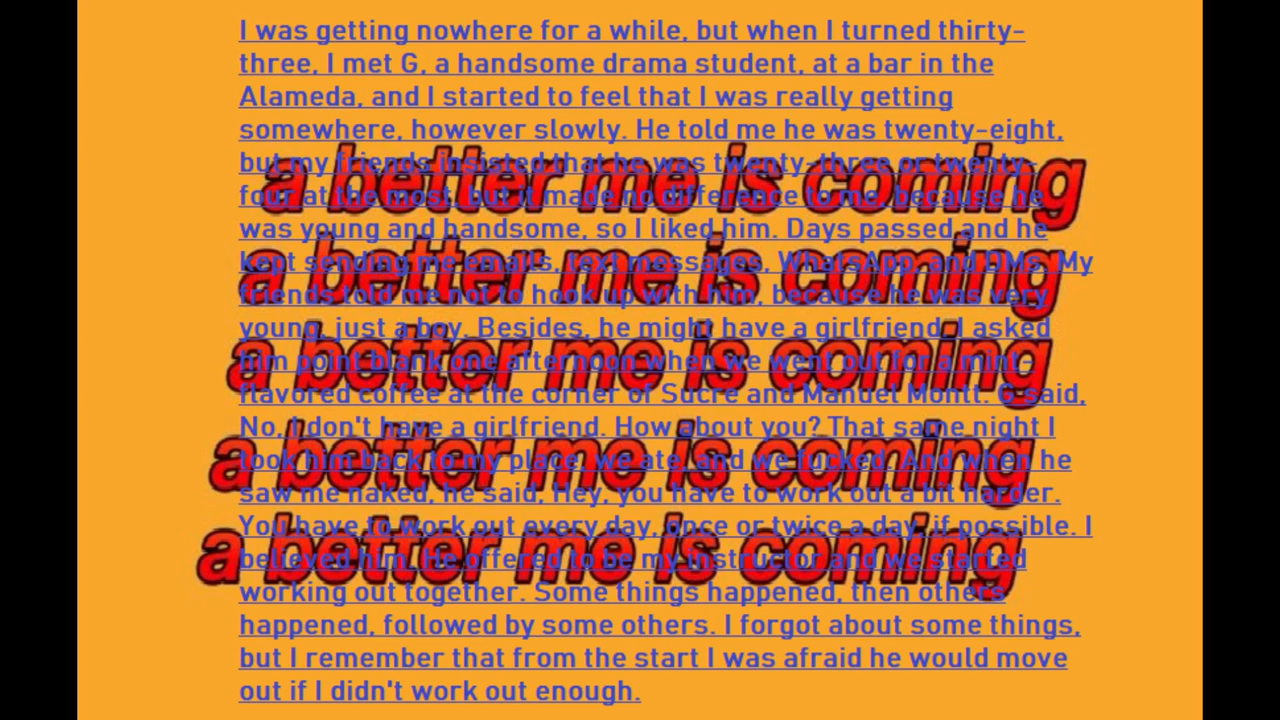 I was getting nowhere for a while, but when I turned thirty-
three, I met G, a handsome drama student, at a bar in the
Alameda, and I started to feel that I was really getting
somewhere, however slowly. He told me he was twenty-eight,
but my friends insisted that he was twenty-three or twenty-
four at the most, but it made no difference to me, because he
was young and handsome, so I liked him. Days passed and he
kept sending me emails, text messages, WhatsApp, and DMs. My
friends told me not to hook up with him, because he was very
young, just a boy. Besides, he might have a girlfriend. I asked
him point blank one afternoon when we went out for a mint-
flavored coffee at the corner of Sucre and Manuel Montt. G said,
No, I don't have a girlfriend. How about you? That same night I
took him back to my place, we ate, and we fucked. And when he
saw me naked, he said, Hey, you have to work out a bit harder.
You have to work out every day, once or twice a day, if possible. I
believed him. He offered to be my instructor and we started
working out together. Some things happened, then others
happened, followed by some others. I forgot about some things,
but I remember that from the start I was afraid he would move
out if I didn't work out enough.
a better me is coming
a better me is coming
a better me is coming
a better me is coming
a better me is coming